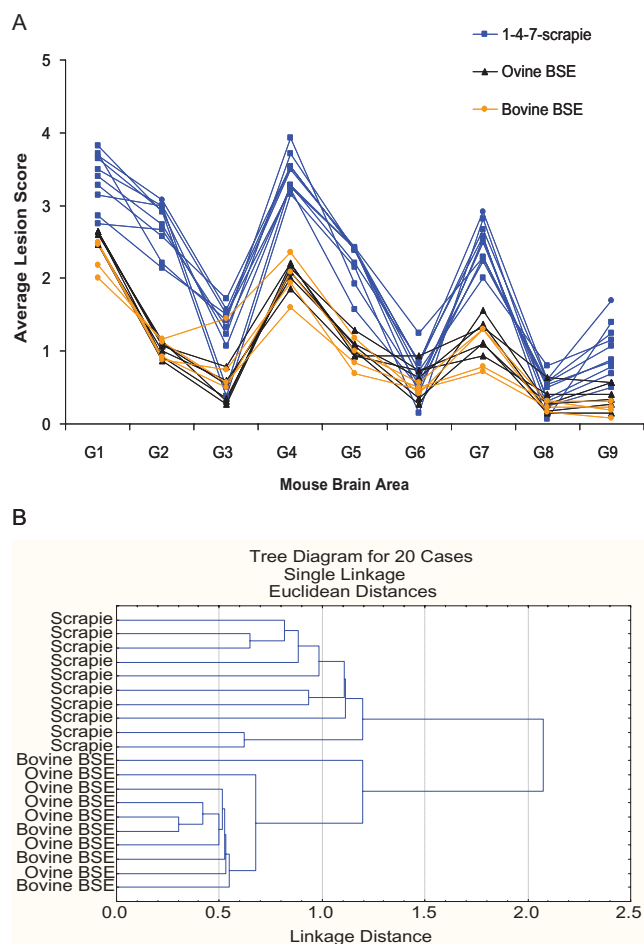 A
1-4-7-scrapie
Ovine BSE
Bovine BSE
5
4
3
2
1
0
Average Lesion Score
G1 G2 G3 G4 G5 G6 G7 G8 G9
Mouse Brain Area
B
Tree Diagram for 20 Cases
Single Linkage
Euclidean Distances
Scrapie
Scrapie
Scrapie
Scrapie
Scrapie
Scrapie
Scrapie
Scrapie
Scrapie
Scrapie
Bovine BSE
Ovine BSE
Ovine BSE
Ovine BSE
Ovine BSE
Bovine BSE
Ovine BSE
Bovine BSE
Ovine BSE
Bovine BSE
0.0 0.5 1.0 1.5 2.0 2.5
Linkage Distance